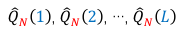 Q̂_N(1), Q̂_N(2), ⋯, Q̂_N(L)